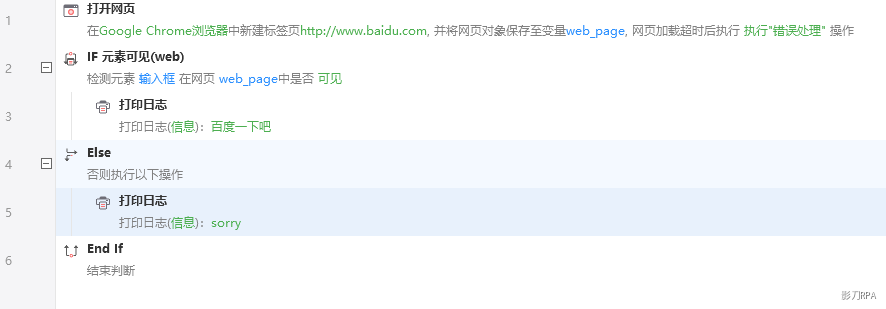 1
打开网页
在Google Chrome浏览器中新建标签页http://www.baidu.com, 并将网页对象保存至变量web_page, 网页加载超时后执行 执行"错误处理" 操作
2
IF 元素可见(web)
检测元素 输入框 在网页 web_page中是否 可见
3
打印日志
打印日志(信息)：百度一下吧
4
Else
否则执行以下操作
5
打印日志
打印日志(信息)：sorry
6
End If
结束判断
影刀RPA